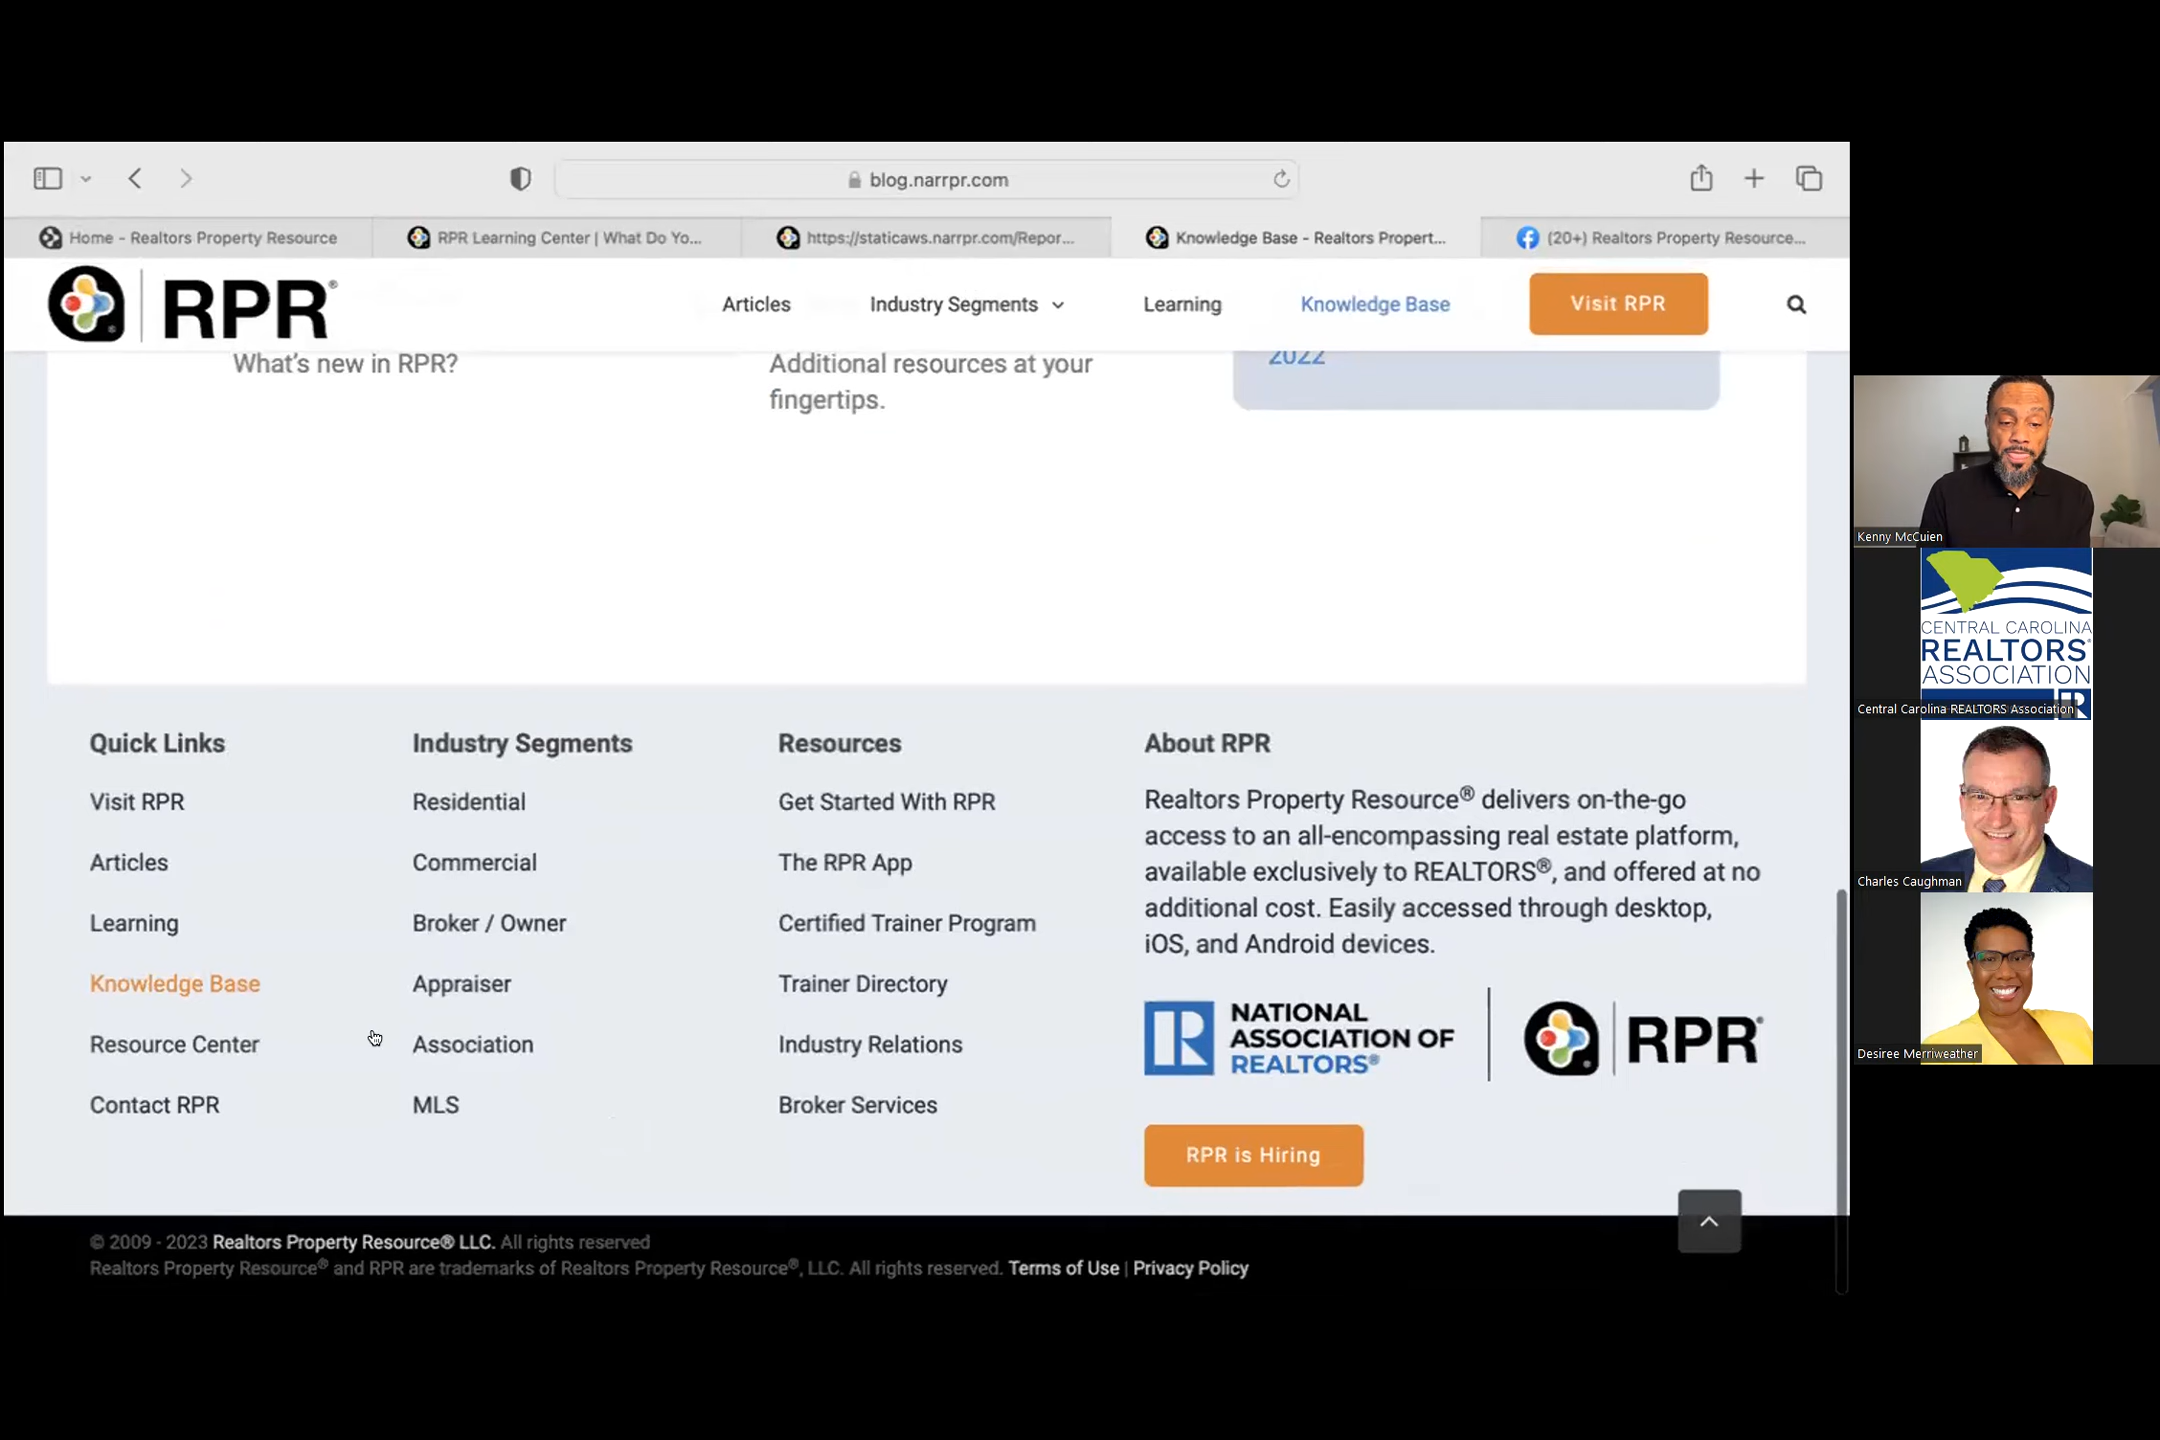 blog.narrpr.com
Home - Realtors Property Resource
RPR Learning Center | What Do Yo...
https://staticaws.narrpr.com/Repor...
Knowledge Base - Realtors Propert...
(20+) Realtors Property Resource...
RPR®
Articles
Industry Segments
Learning
Knowledge Base
Visit RPR
What's new in RPR?
Additional resources at your
fingertips.
2022
Quick Links
Visit RPR
Articles
Learning
Knowledge Base
Resource Center
Contact RPR
Industry Segments
Residential
Commercial
Broker / Owner
Appraiser
Association
MLS
Resources
Get Started With RPR
The RPR App
Certified Trainer Program
Trainer Directory
Industry Relations
Broker Services
About RPR
Realtors Property Resource® delivers on-the-go
access to an all-encompassing real estate platform,
available exclusively to REALTORS®, and offered at no
additional cost. Easily accessed through desktop,
iOS, and Android devices.
NATIONAL
ASSOCIATION OF
REALTORS®
RPR®
RPR is Hiring
© 2009 - 2023 Realtors Property Resource® LLC. All rights reserved
Realtors Property Resource® and RPR are trademarks of Realtors Property Resource®, LLC. All rights reserved. Terms of Use | Privacy Policy
Kenny McCuien
CENTRAL CAROLINA
REALTORS®
ASSOCIATION
Central Carolina REALTORS Association
Charles Caughman
Desiree Merriweather